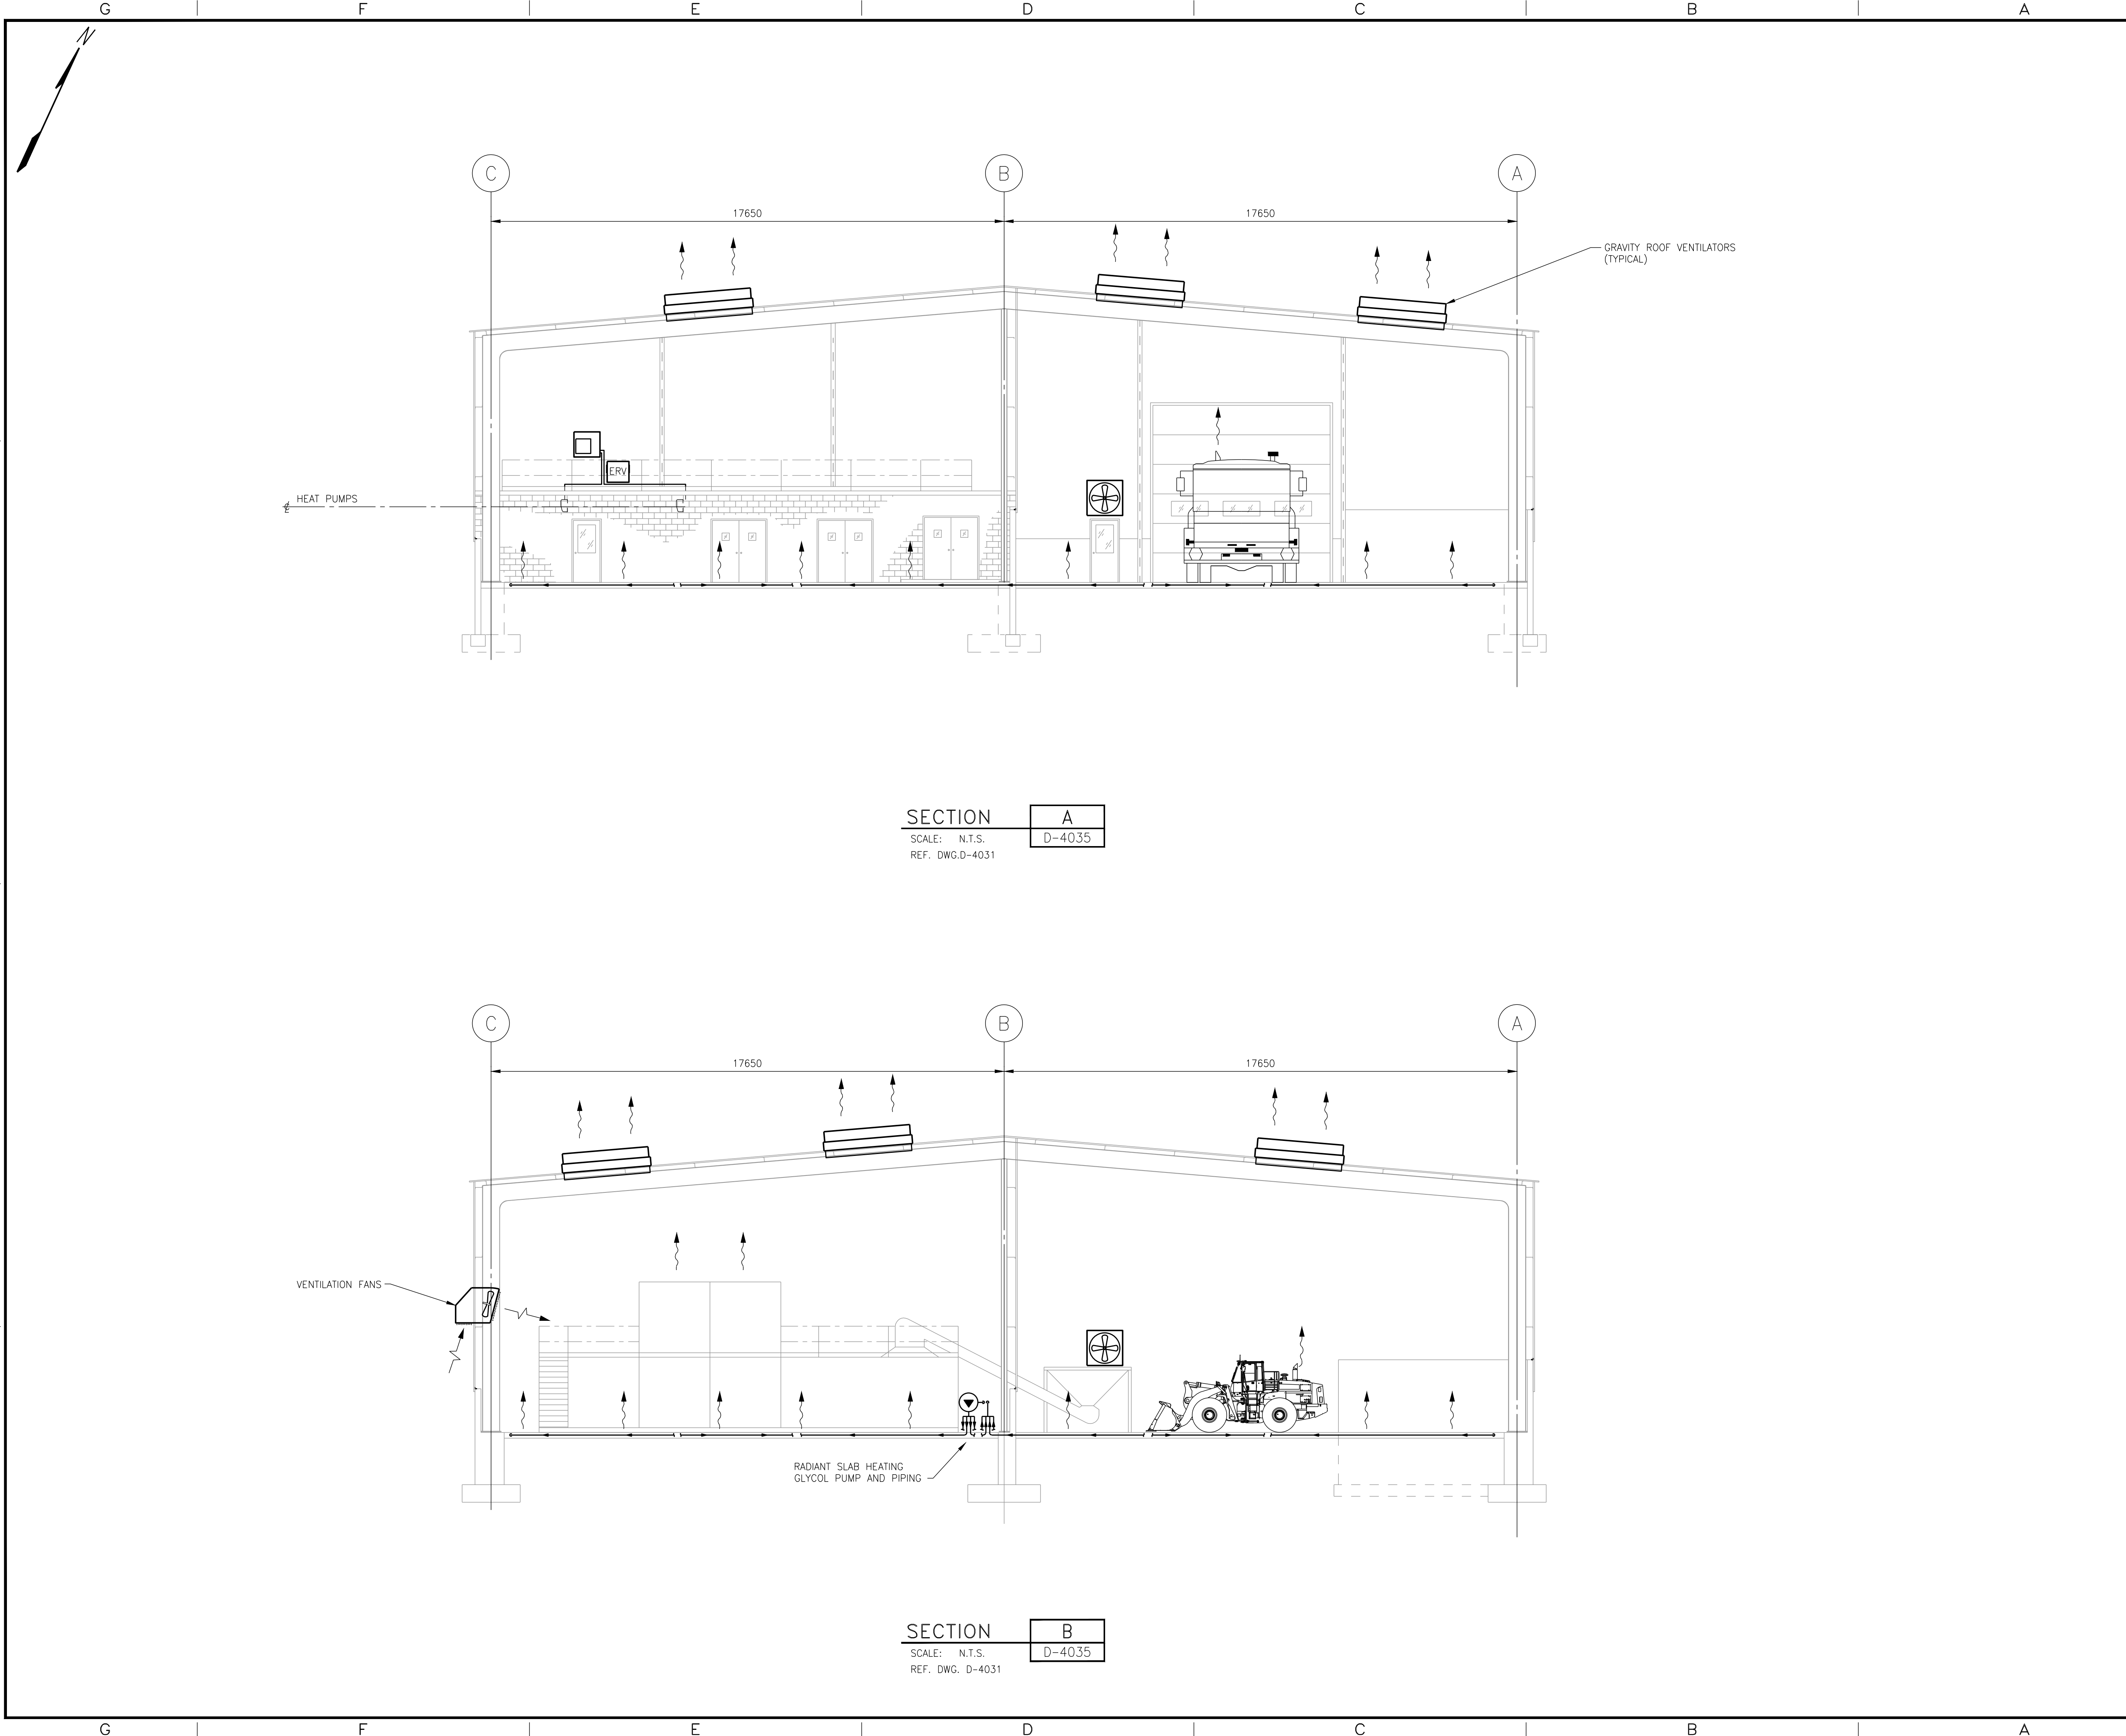 G F E D C B A
N
C B A
17650 17650
GRAVITY ROOF VENTILATORS
(TYPICAL)
ERV
HEAT PUMPS
SECTION A
SCALE: N.T.S. D-4035
REF. DWG.D-4031
C B A
17650 17650
VENTILATION FANS
RADIANT SLAB HEATING
GLYCOL PUMP AND PIPING
SECTION B
SCALE: N.T.S. D-4035
REF. DWG. D-4031
G F E D C B A